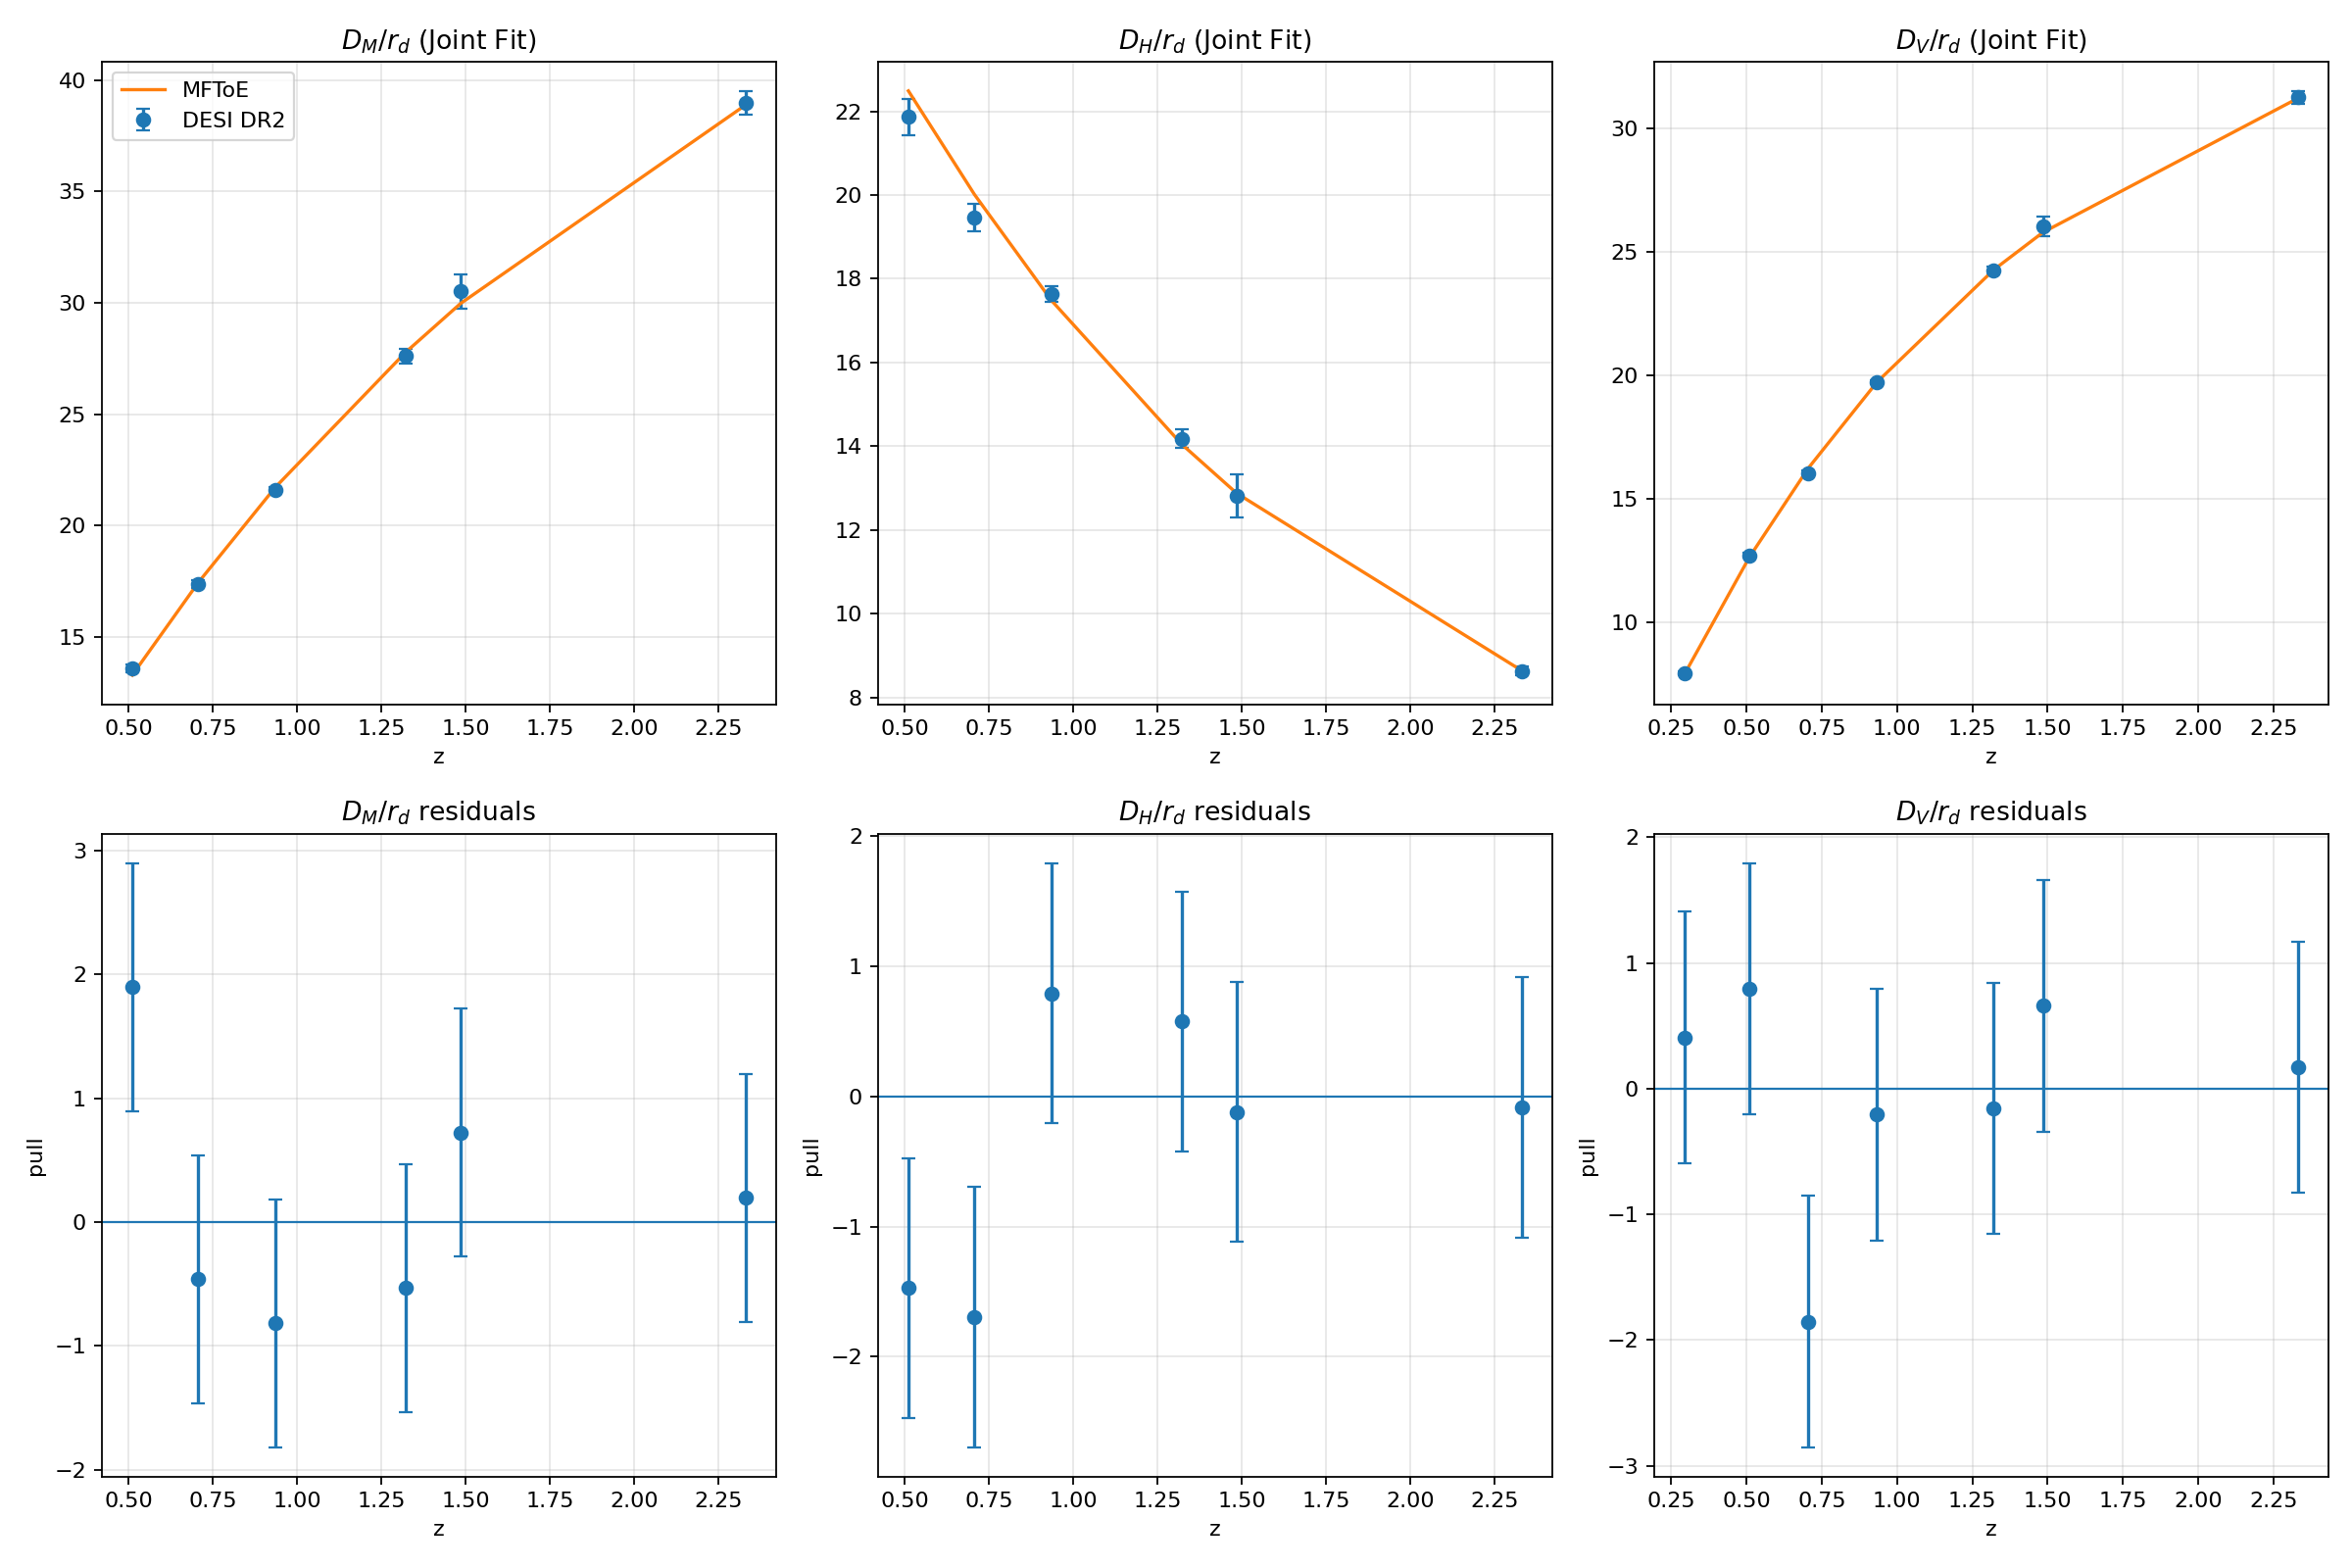 D_M/r_d (Joint Fit)
40
35
30
25
20
15
MFToE
DESI DR2
0.50 0.75 1.00 1.25 1.50 1.75 2.00 2.25
z
D_H/r_d (Joint Fit)
22
20
18
16
14
12
10
8
0.50 0.75 1.00 1.25 1.50 1.75 2.00 2.25
z
D_V/r_d (Joint Fit)
30
25
20
15
10
0.25 0.50 0.75 1.00 1.25 1.50 1.75 2.00 2.25
z
D_M/r_d residuals
pull
3
2
1
0
−1
−2
0.50 0.75 1.00 1.25 1.50 1.75 2.00 2.25
z
D_H/r_d residuals
pull
2
1
0
−1
−2
0.50 0.75 1.00 1.25 1.50 1.75 2.00 2.25
z
D_V/r_d residuals
pull
2
1
0
−1
−2
−3
0.25 0.50 0.75 1.00 1.25 1.50 1.75 2.00 2.25
z